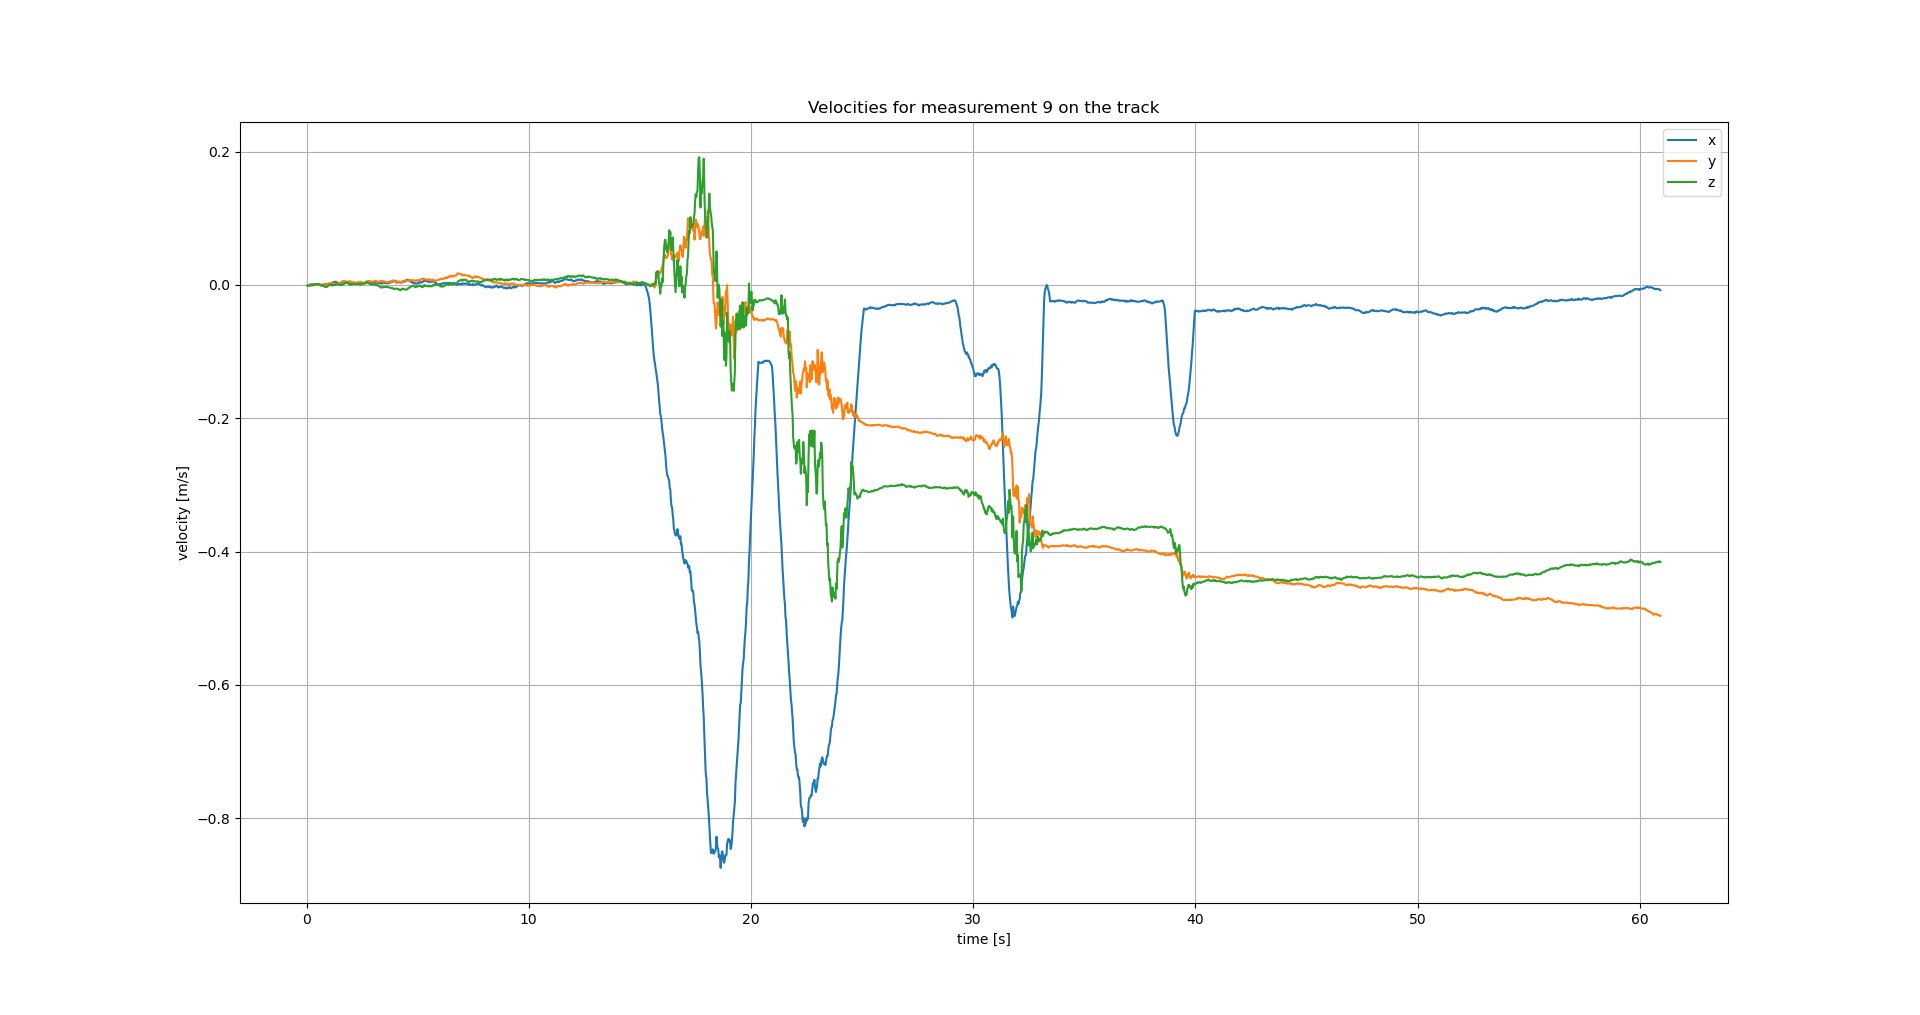 Velocities for measurement 9 on the track
x
y
z
0.2
0.0
−0.2
−0.4
−0.6
−0.8
velocity [m/s]
0 10 20 30 40 50 60
time [s]